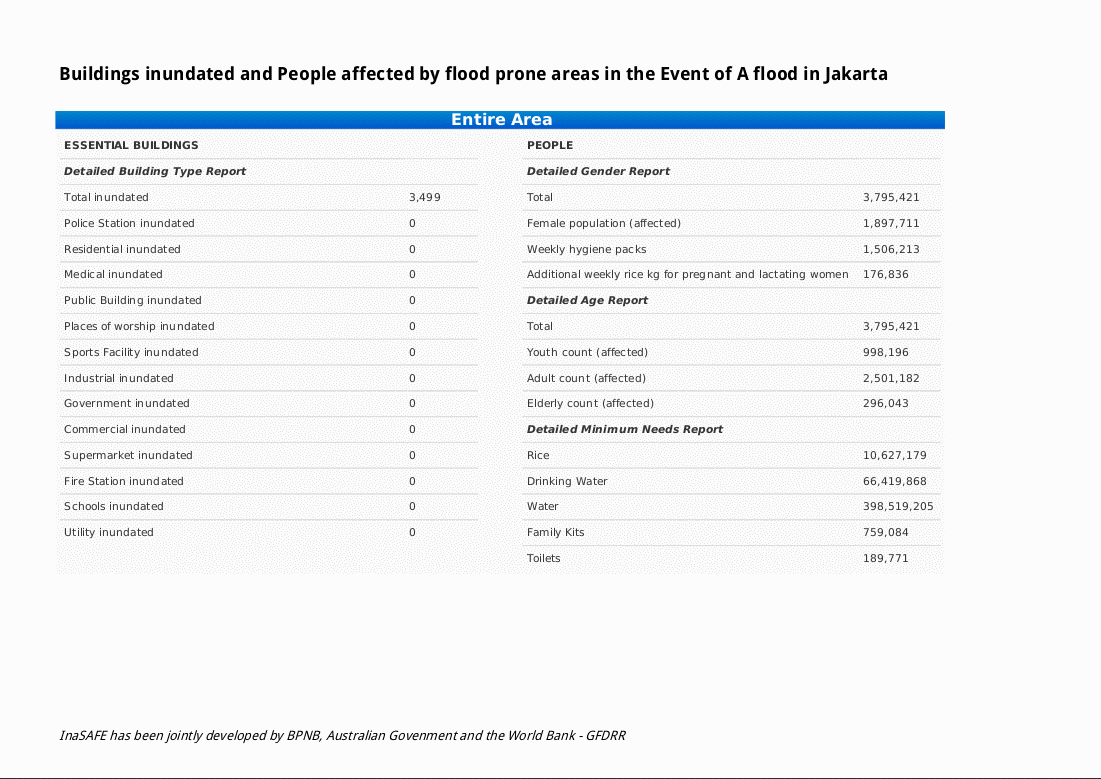 Buildings inundated and People affected by flood prone areas in the Event of A flood in Jakarta
Entire Area
ESSENTIAL BUILDINGS
Detailed Building Type Report
Total inundated 3,499
Police Station inundated 0
Residential inundated 0
Medical inundated 0
Public Building inundated 0
Places of worship inundated 0
Sports Facility inundated 0
Industrial inundated 0
Government inundated 0
Commercial inundated 0
Supermarket inundated 0
Fire Station inundated 0
Schools inundated 0
Utility inundated 0
PEOPLE
Detailed Gender Report
Total 3,795,421
Female population (affected) 1,897,711
Weekly hygiene packs 1,506,213
Additional weekly rice kg for pregnant and lactating women 176,836
Detailed Age Report
Total 3,795,421
Youth count (affected) 998,196
Adult count (affected) 2,501,182
Elderly count (affected) 296,043
Detailed Minimum Needs Report
Rice 10,627,179
Drinking Water 66,419,868
Water 398,519,205
Family Kits 759,084
Toilets 189,771
InaSAFE has been jointly developed by BPNB, Australian Govenment and the World Bank - GFDRR